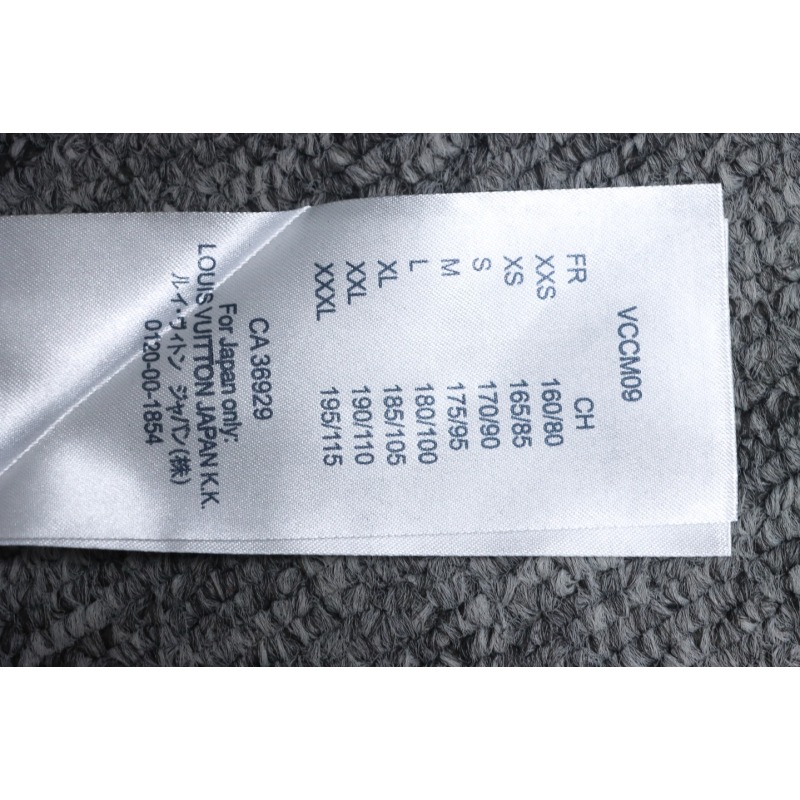 VCCM09
FR CH
XXS 160/80
XS 165/85
S 170/90
M 175/95
L 180/100
XL 185/105
XXL 190/110
XXXL 195/115
CA 36929
For Japan only:
LOUIS VUITTON JAPAN K.K.
ルイ・ヴィトン ジャパン(株)
0120-00-1854